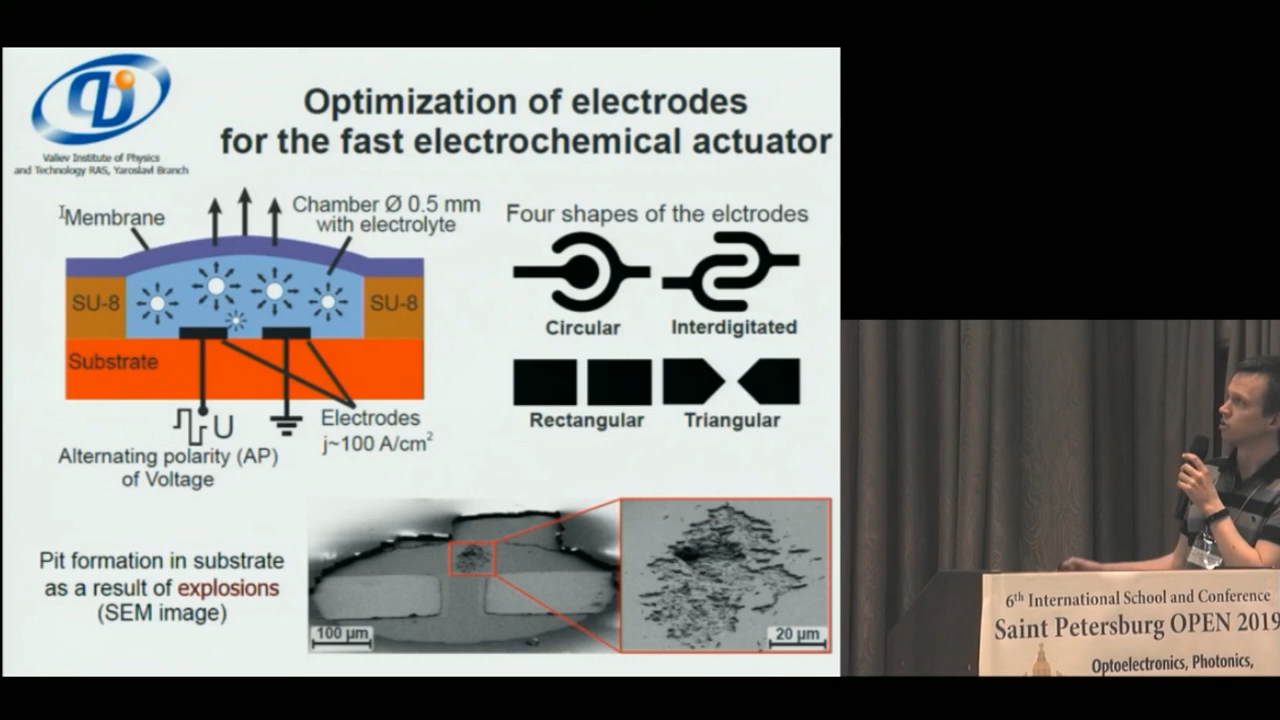 Valiev Institute of Physics
and Technology RAS, Yaroslavl Branch
Optimization of electrodes
for the fast electrochemical actuator
Membrane
Chamber Ø 0.5 mm
with electrolyte
SU-8
SU-8
Substrate
U
Alternating polarity (AP)
of Voltage
Electrodes
j~100 A/cm²
Four shapes of the elctrodes
Circular
Interdigitated
Rectangular
Triangular
Pit formation in substrate
as a result of explosions
(SEM image)
100 µm
20 µm
6th International School and Conference
Saint Petersburg OPEN 2019
Optoelectronics, Photonics,